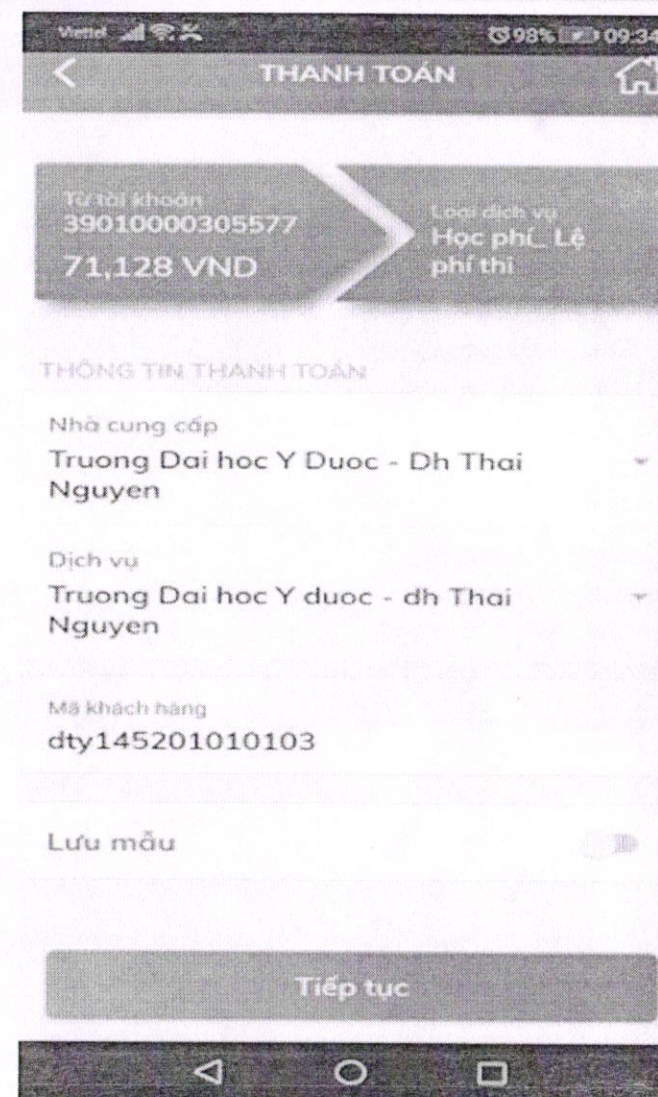 Viettel 98% 09:34
THANH TOÁN
Từ tài khoản
39010000305577
71,128 VND
Loại dịch vụ
Học phí_ Lệ
phí thi
THÔNG TIN THANH TOÁN
Nhà cung cấp
Truong Dai hoc Y Duoc - Dh Thai
Nguyen
Dịch vụ
Truong Dai hoc Y duoc - dh Thai
Nguyen
Mã khách hàng
dty145201010103
Lưu mẫu
Tiếp tục